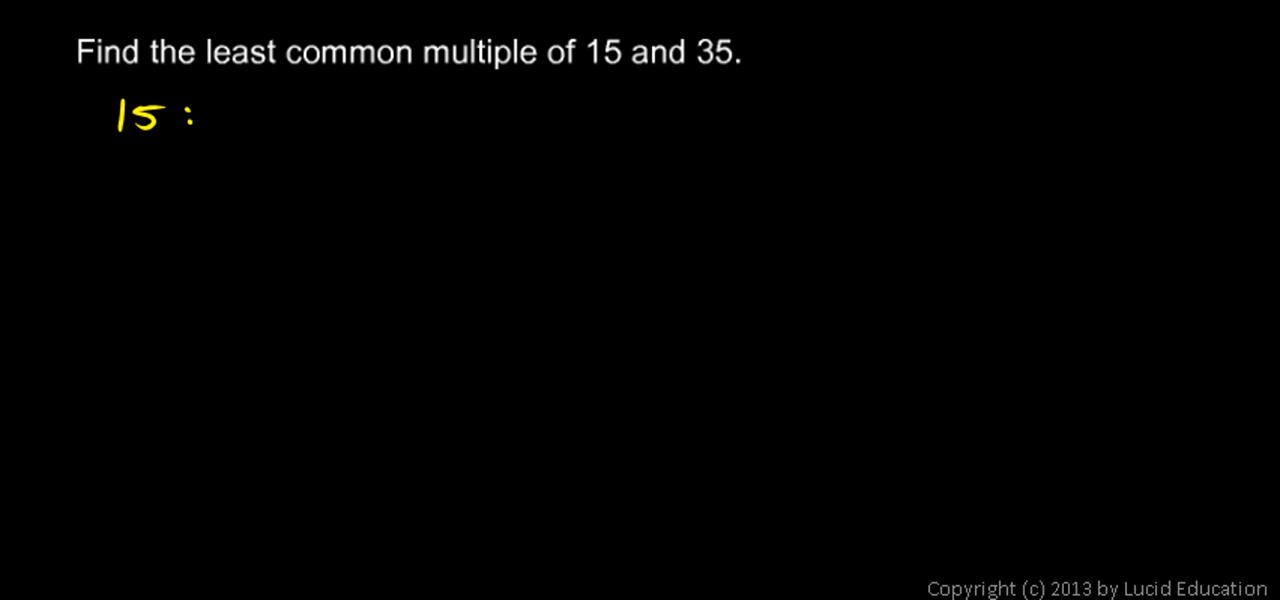 Find the least common multiple of 15 and 35.
15 :
Copyright (c) 2013 by Lucid Education